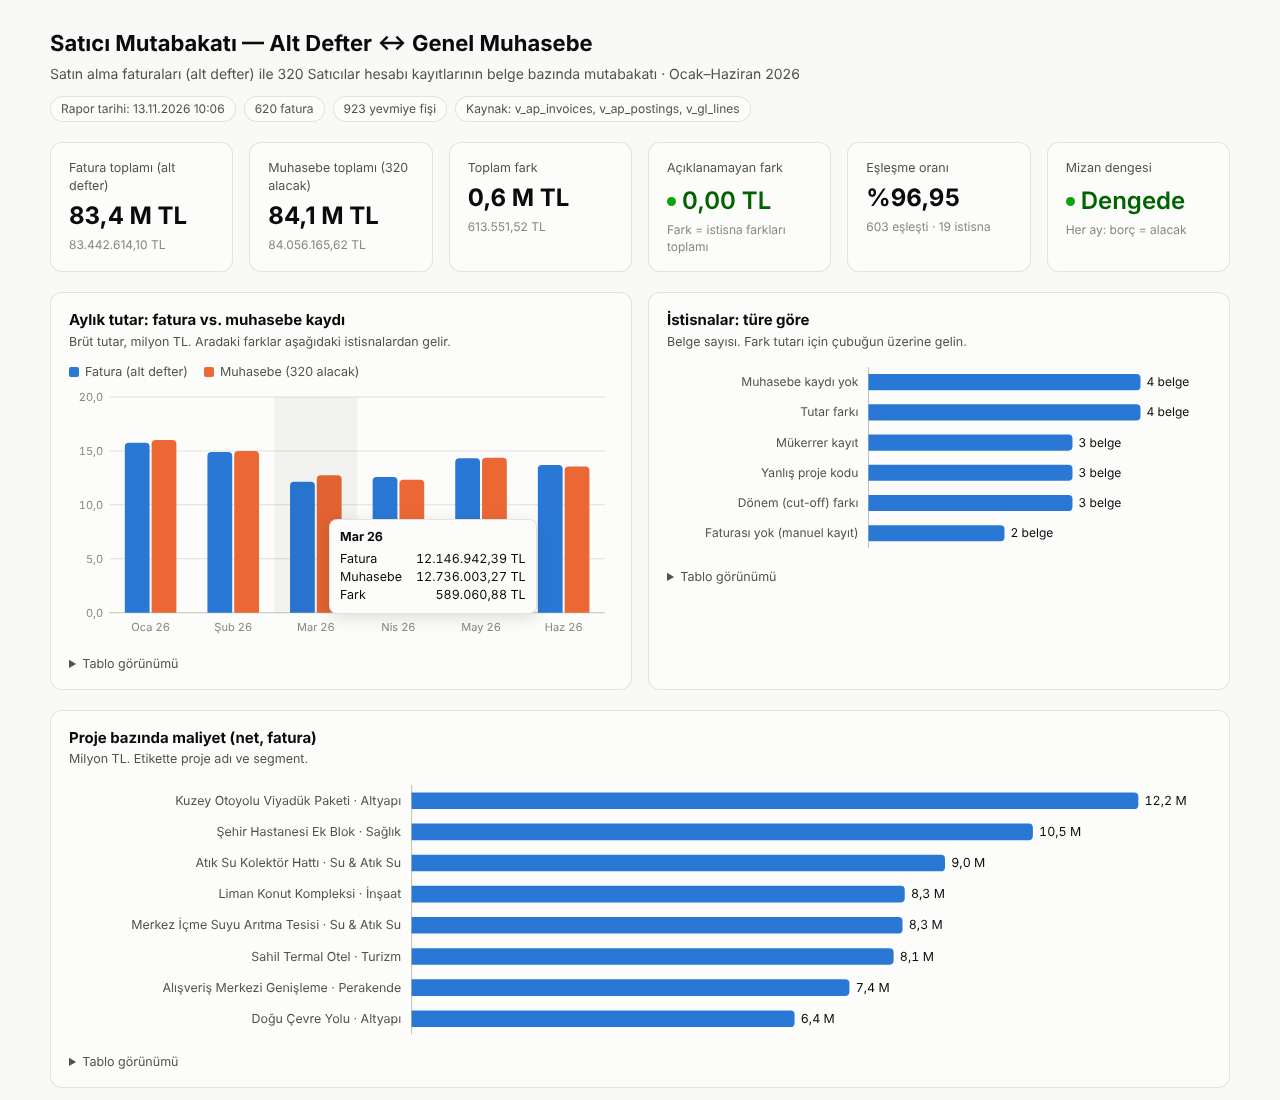 Satıcı Mutabakatı — Alt Defter ↔ Genel Muhasebe
Satın alma faturaları (alt defter) ile 320 Satıcılar hesabı kayıtlarının belge bazında mutabakatı · Ocak–Haziran 2026
Rapor tarihi: 13.11.2026 10:06
620 fatura
923 yevmiye fişi
Kaynak: v_ap_invoices, v_ap_postings, v_gl_lines
Fatura toplamı (alt
defter)
83,4 M TL
83.442.614,10 TL
Muhasebe toplamı (320
alacak)
84,1 M TL
84.056.165,62 TL
Toplam fark
0,6 M TL
613.551,52 TL
Açıklanamayan fark
0,00 TL
Fark = istisna farkları
toplamı
Eşleşme oranı
%96,95
603 eşleşti · 19 istisna
Mizan dengesi
Dengede
Her ay: borç = alacak
Aylık tutar: fatura vs. muhasebe kaydı
Brüt tutar, milyon TL. Aradaki farklar aşağıdaki istisnalardan gelir.
Fatura (alt defter)
Muhasebe (320 alacak)
20,0
15,0
10,0
5,0
0,0
Mar 26
Fatura 12.146.942,39 TL
Muhasebe 12.736.003,27 TL
Fark 589.060,88 TL
Oca 26
Şub 26
Mar 26
Nis 26
May 26
Haz 26
▶ Tablo görünümü
İstisnalar: türe göre
Belge sayısı. Fark tutarı için çubuğun üzerine gelin.
Muhasebe kaydı yok 4 belge
Tutar farkı 4 belge
Mükerrer kayıt 3 belge
Yanlış proje kodu 3 belge
Dönem (cut-off) farkı 3 belge
Faturası yok (manuel kayıt) 2 belge
▶ Tablo görünümü
Proje bazında maliyet (net, fatura)
Milyon TL. Etikette proje adı ve segment.
Kuzey Otoyolu Viyadük Paketi · Altyapı 12,2 M
Şehir Hastanesi Ek Blok · Sağlık 10,5 M
Atık Su Kolektör Hattı · Su & Atık Su 9,0 M
Liman Konut Kompleksi · İnşaat 8,3 M
Merkez İçme Suyu Arıtma Tesisi · Su & Atık Su 8,3 M
Sahil Termal Otel · Turizm 8,1 M
Alışveriş Merkezi Genişleme · Perakende 7,4 M
Doğu Çevre Yolu · Altyapı 6,4 M
▶ Tablo görünümü